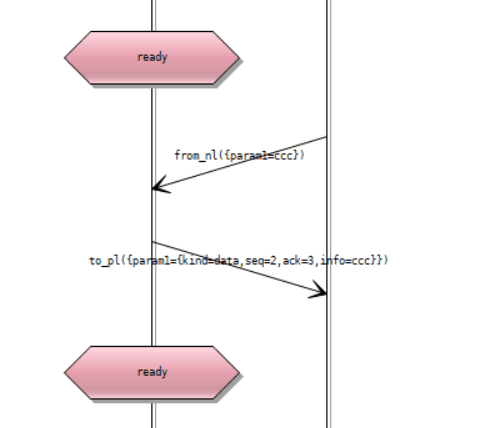 ready
from_nl({param1=ccc})
to_pl({param1={kind=data,seq=2,ack=3,info=ccc}})
ready